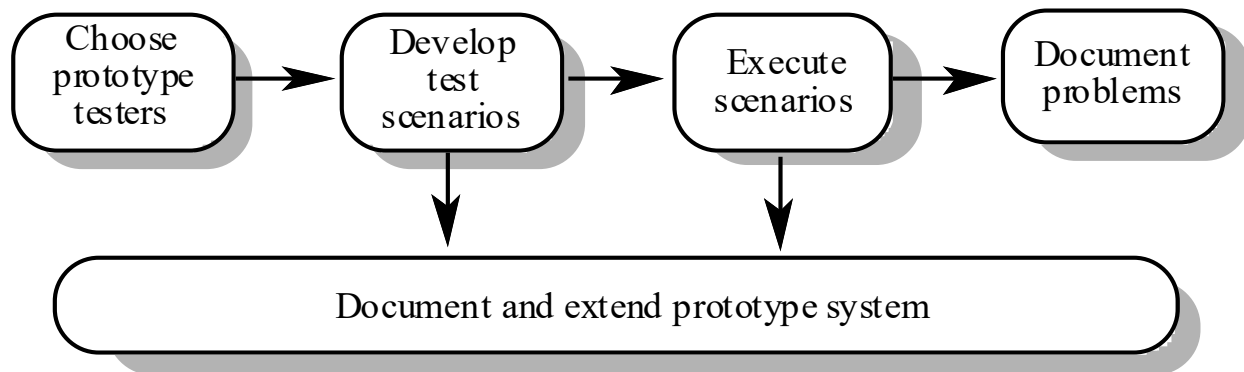 Choose
prototype
testers
Develop
test
scenarios
Execute
scenarios
Document
problems
Document and extend prototype system